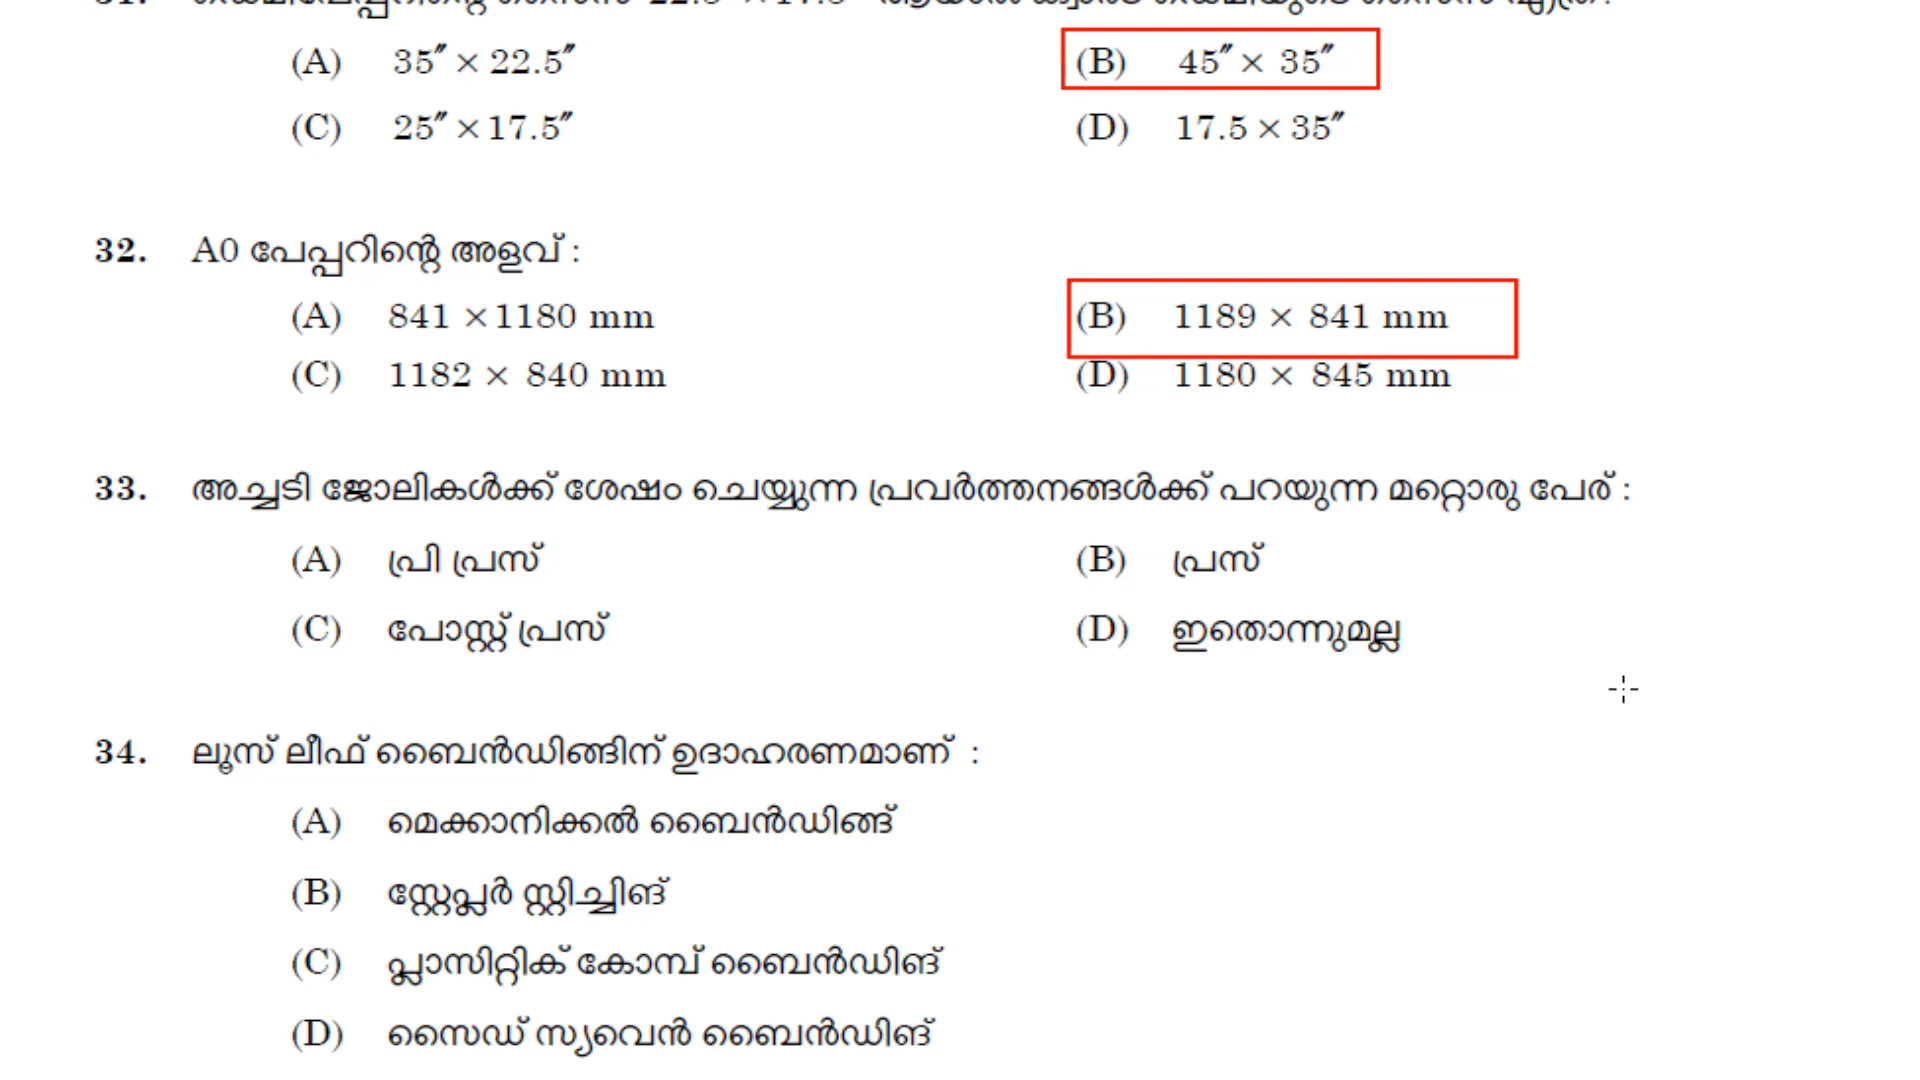 (A) 35″ × 22.5″ (B) 45″ × 35″
(C) 25″ × 17.5″ (D) 17.5 × 35″
32. A0 പേപ്പറിന്റെ അളവ് :
(A) 841 × 1180 mm (B) 1189 × 841 mm
(C) 1182 × 840 mm (D) 1180 × 845 mm
33. അച്ചടി ജോലികൾക്ക് ശേഷം ചെയ്യുന്ന പ്രവർത്തനങ്ങൾക്ക് പറയുന്ന മറ്റൊരു പേര് :
(A) പ്രി പ്രസ് (B) പ്രസ്
(C) പോസ്റ്റ് പ്രസ് (D) ഇതൊന്നുമല്ല
34. ലൂസ് ലീഫ് ബൈൻഡിങ്ങിന് ഉദാഹരണമാണ് :
(A) മെക്കാനിക്കൽ ബൈൻഡിങ്ങ്
(B) സ്റ്റേപ്ലർ സ്റ്റിച്ചിങ്
(C) പ്ലാസിറ്റിക് കോമ്പ് ബൈൻഡിങ്
(D) സൈഡ് സ്യവെൻ ബൈൻഡിങ്